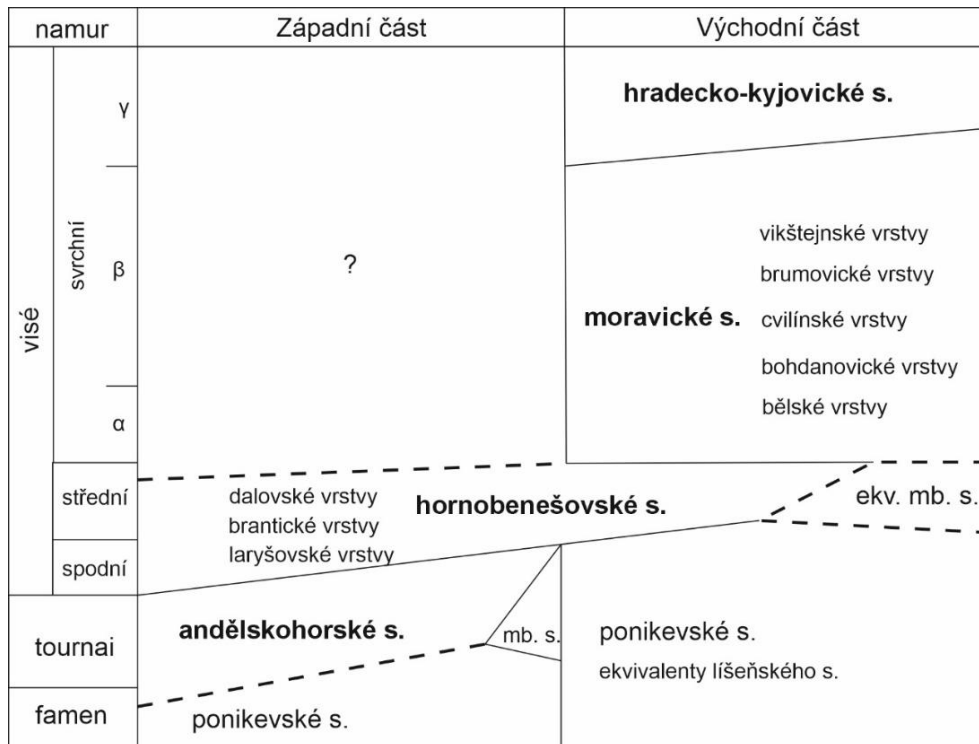 namur
Západní část
Východní část
visé
svrchní
γ
β
α
?
hradecko-kyjovické s.
moravické s.
vikštejnské vrstvy
brumovické vrstvy
cvilínské vrstvy
bohdanovické vrstvy
bělské vrstvy
střední
spodní
dalovské vrstvy
brantické vrstvy
laryšovské vrstvy
hornobenešovské s.
ekv. mb. s.
tournai
andělskohorské s.
mb. s.
ponikevské s.
ekvivalenty líšeňského s.
famen
ponikevské s.